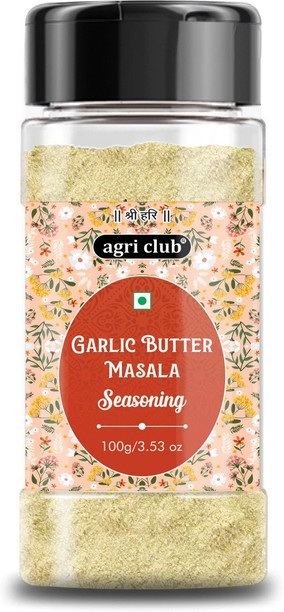 || श्री हरि ||
agri club®
GARLIC BUTTER
MASALA
Seasoning
100g/3.53 oz